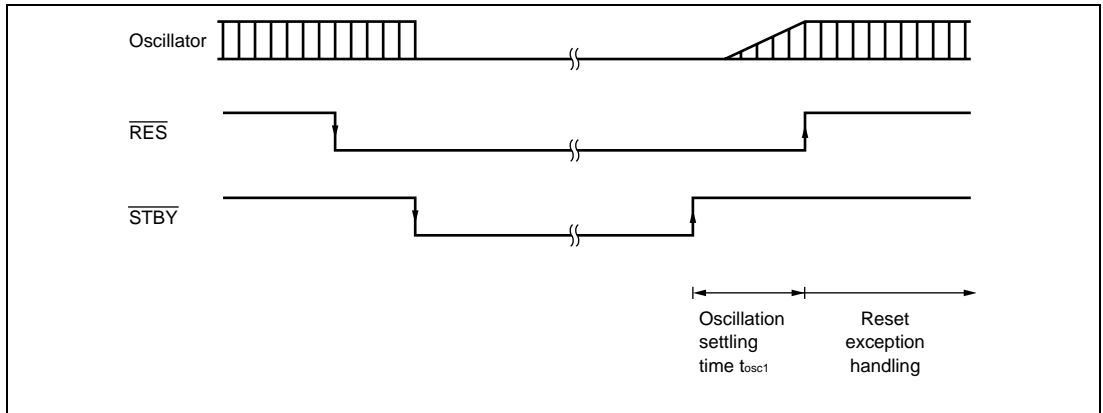 Oscillator
RES
STBY
Oscillation
settling
time tosc1
Reset
exception
handling